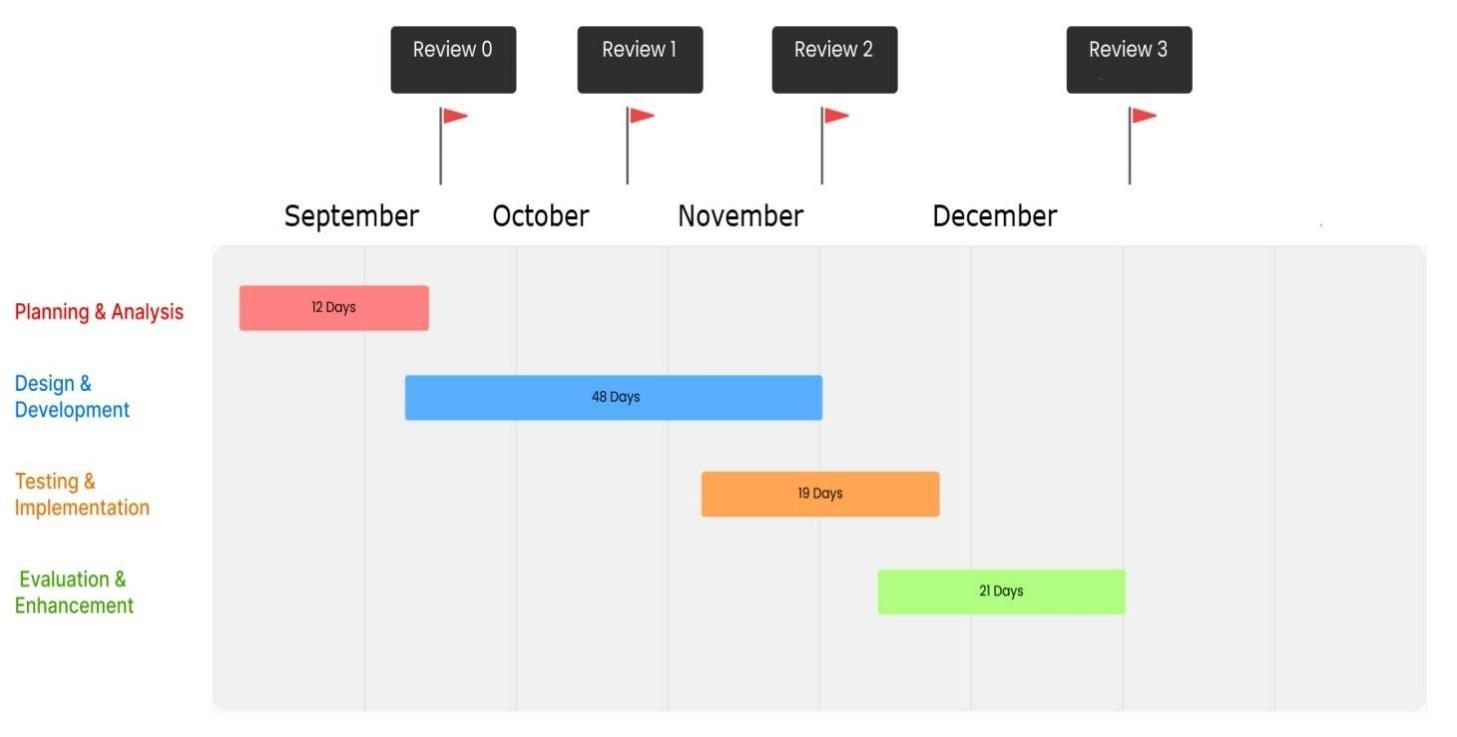 Review 0
Review 1
Review 2
Review 3
September
October
November
December
Planning & Analysis
12 Days
Design &
Development
48 Days
Testing &
Implementation
19 Days
Evaluation &
Enhancement
21 Days